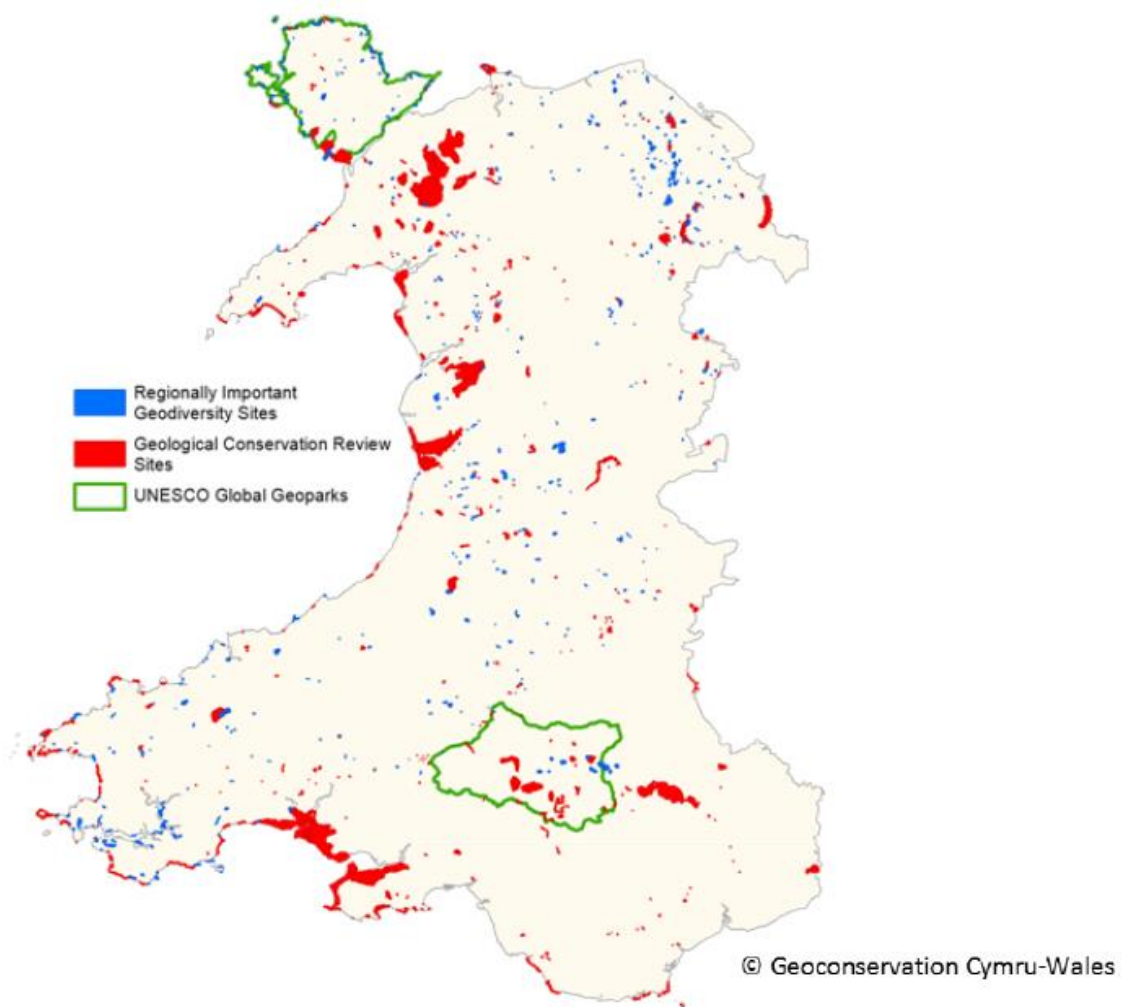 Regionally Important
Geodiversity Sites
Geological Conservation Review
Sites
UNESCO Global Geoparks
© Geoconservation Cymru-Wales